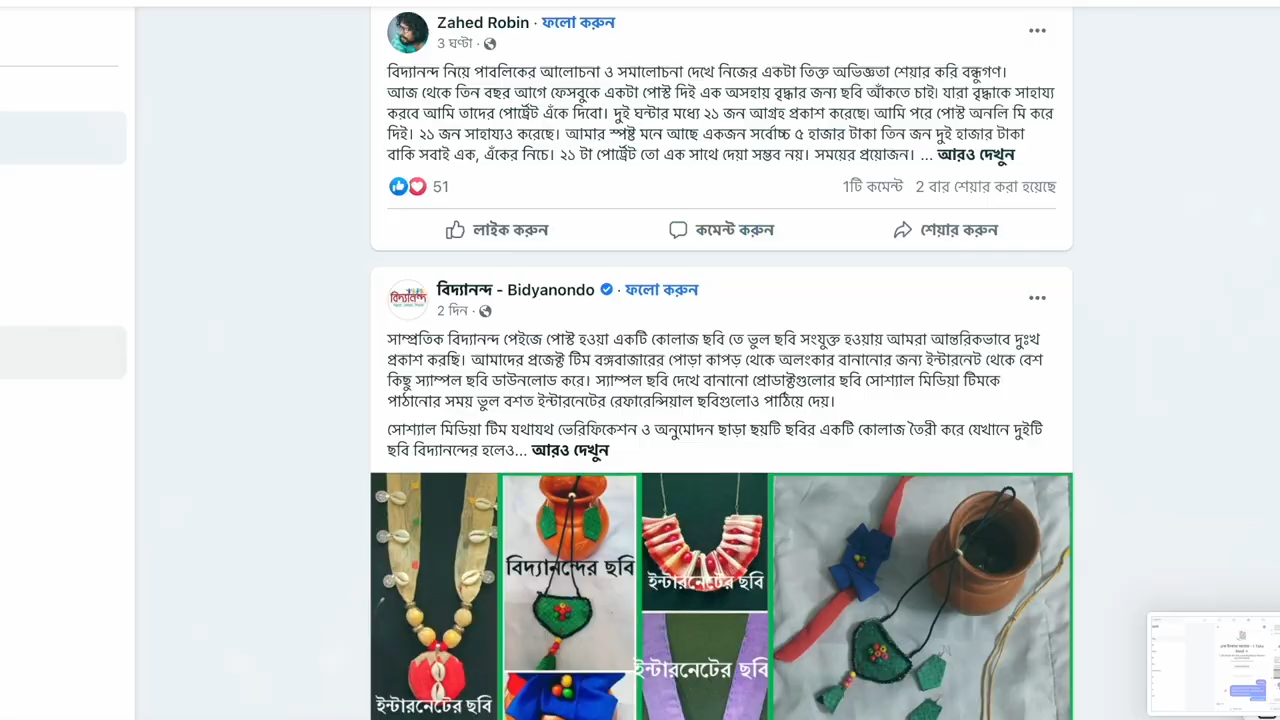 Zahed Robin · ফলো করুন
3 ঘণ্টা ·
বিদ্যানন্দ নিয়ে পাবলিকের আলোচনা ও সমালোচনা দেখে নিজের একটা তিক্ত অভিজ্ঞতা শেয়ার করি বন্ধুগণ।
আজ থেকে তিন বছর আগে ফেসবুকে একটা পোস্ট দিই এক অসহায় বৃদ্ধার জন্য ছবি আঁকতে চাই। যারা বৃদ্ধাকে সাহায্য
করবে আমি তাদের পোর্ট্রেট এঁকে দিবো। দুই ঘন্টার মধ্যে ২১ জন আগ্রহ প্রকাশ করেছে। আমি পরে পোস্ট অনলি মি করে
দিই। ২১ জন সাহায্যও করেছে। আমার স্পষ্ট মনে আছে একজন সর্বোচ্চ ৫ হাজার টাকা তিন জন দুই হাজার টাকা
বাকি সবাই এক, এঁকের নিচে। ২১ টা পোর্ট্রেট তো এক সাথে দেয়া সম্ভব নয়। সময়ের প্রয়োজন। ... আরও দেখুন
51
1টি কমেন্ট 2 বার শেয়ার করা হয়েছে
লাইক করুন কমেন্ট করুন শেয়ার করুন
বিদ্যানন্দ - Bidyanondo · ফলো করুন
2 দিন ·
সাম্প্রতিক বিদ্যানন্দ পেইজে পোস্ট হওয়া একটি কোলাজ ছবি তে ভুল ছবি সংযুক্ত হওয়ায় আমরা আন্তরিকভাবে দুঃখ
প্রকাশ করছি। আমাদের প্রজেক্ট টিম বঙ্গবাজারের পোড়া কাপড় থেকে অলংকার বানানোর জন্য ইন্টারনেট থেকে বেশ
কিছু স্যাম্পল ছবি ডাউনলোড করে। স্যাম্পল ছবি দেখে বানানো প্রোডাক্টগুলোর ছবি সোশ্যাল মিডিয়া টিমকে
পাঠানোর সময় ভুল বশত ইন্টারনেটের রেফারেন্সিয়াল ছবিগুলোও পাঠিয়ে দেয়।
সোশ্যাল মিডিয়া টিম যথাযথ ভেরিফিকেশন ও অনুমোদন ছাড়া ছয়টি ছবির একটি কোলাজ তৈরী করে যেখানে দুইটি
ছবি বিদ্যানন্দের হলেও... আরও দেখুন
বিদ্যানন্দের ছবি
ইন্টারনেটের ছবি
ইন্টারনেটের ছবি
ইন্টারনেটের ছবি